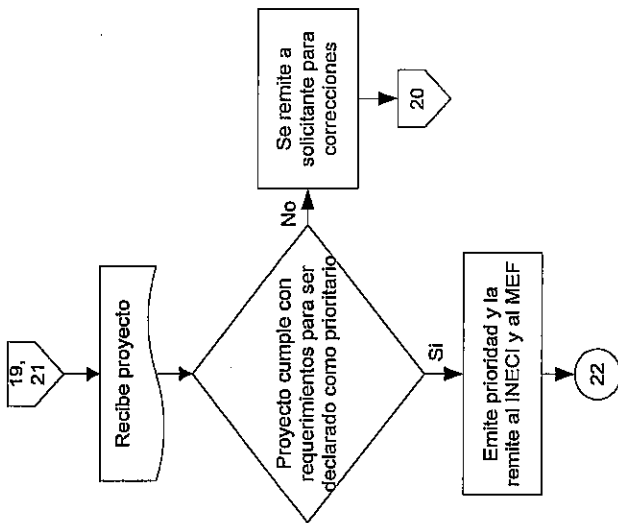 19,
21
Recibe proyecto
Proyecto cumple con
requerimientos para ser
declarado como prioritario
No
Se remite a
solicitante para
correcciones
20
Si
Emite prioridad y la
remite al INECI y al MEF
22